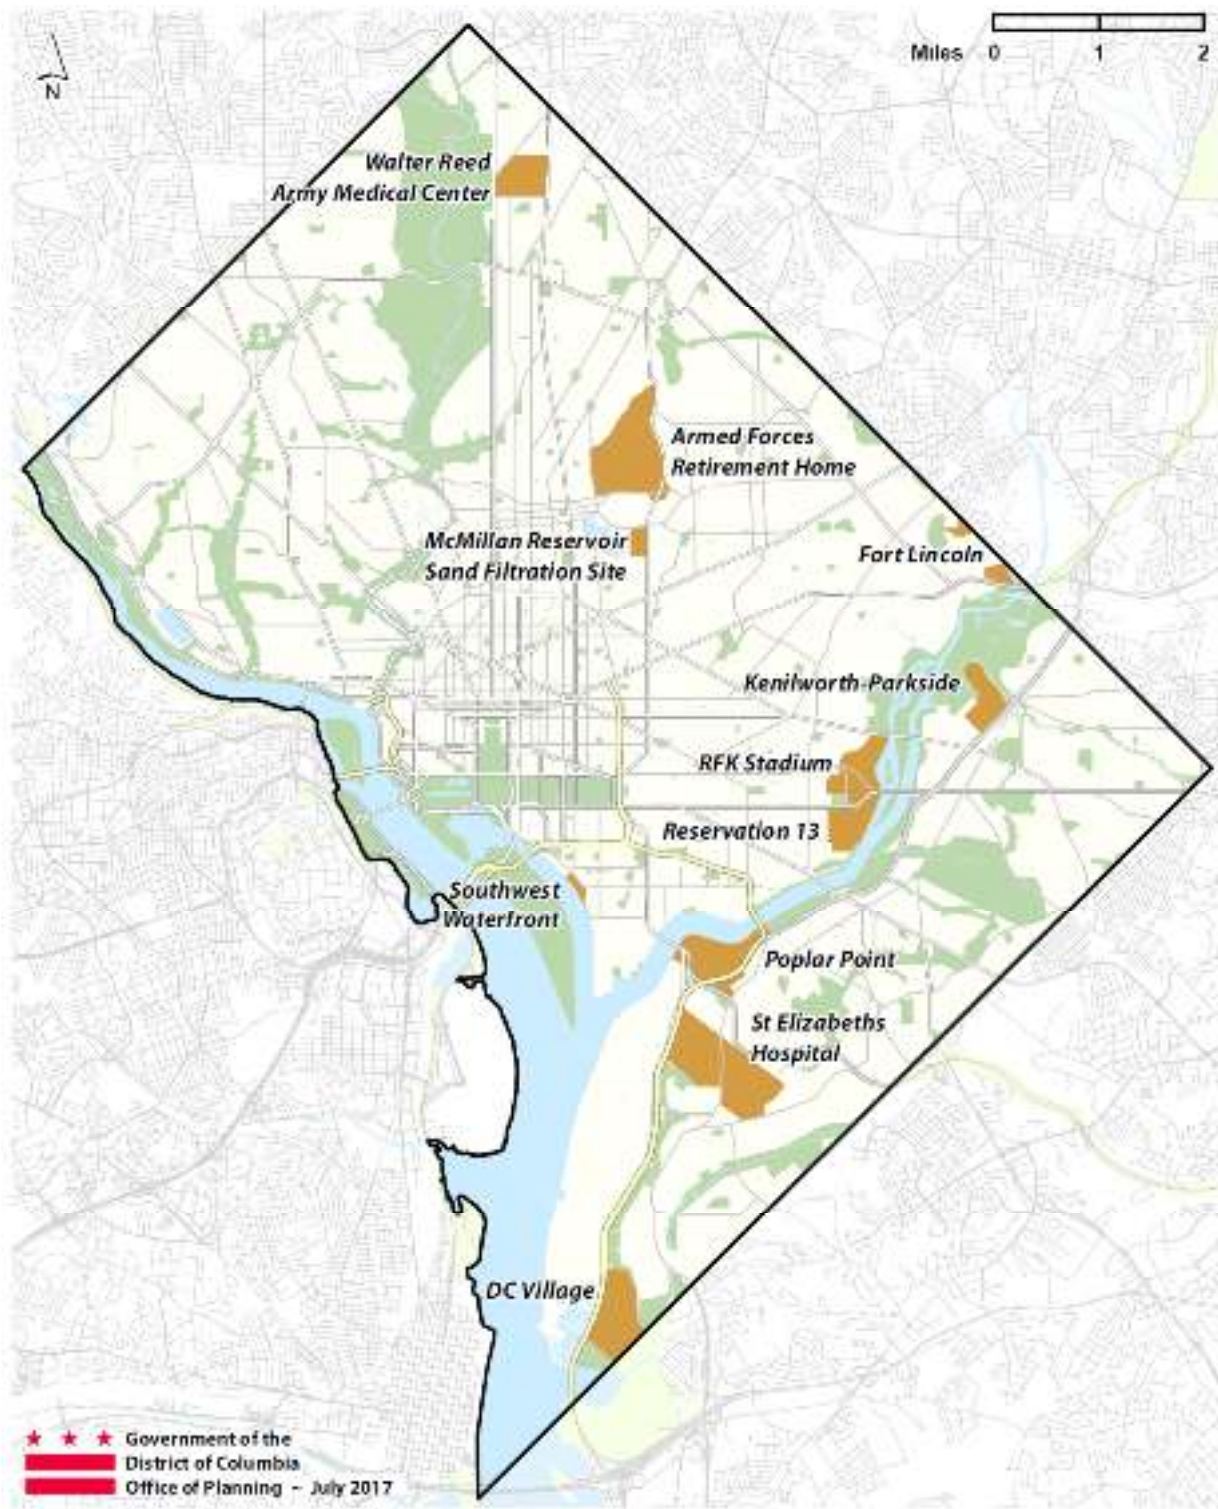 Miles 0 1 2
N
Walter Reed
Army Medical Center
Armed Forces
Retirement Home
McMillan Reservoir
Sand Filtration Site
Fort Lincoln
Kenilworth-Parkside
RFK Stadium
Reservation 13
Southwest
Waterfront
Poplar Point
St Elizabeths
Hospital
DC Village
Government of the
District of Columbia
Office of Planning ~ July 2017